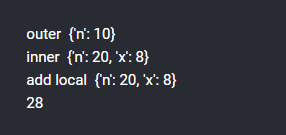 outer  {'n': 10}
inner  {'n': 20, 'x': 8}
add local  {'n': 20, 'x': 8}
28